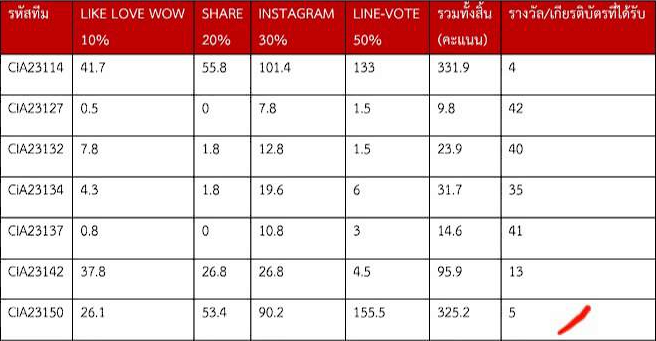 รหัสทีม LIKE LOVE WOW SHARE INSTAGRAM LINE-VOTE รวมทั้งสิ้น รางวัล/เกียรติบัตรที่ได้รับ
10% 20% 30% 50% (คะแนน)
CIA23114 41.7 55.8 101.4 133 331.9 4
CIA23127 0.5 0 7.8 1.5 9.8 42
CIA23132 7.8 1.8 12.8 1.5 23.9 40
CiA23134 4.3 1.8 19.6 6 31.7 35
CIA23137 0.8 0 10.8 3 14.6 41
CIA23142 37.8 26.8 26.8 4.5 95.9 13
CIA23150 26.1 53.4 90.2 155.5 325.2 5